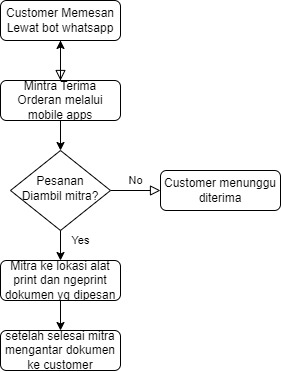 Customer Memesan
Lewat bot whatsapp
Mintra Terima
Orderan melalui
mobile apps
Pesanan
Diambil mitra?
No
Customer menunggu
diterima
Yes
Mitra ke lokasi alat
print dan ngeprint
dokumen yg dipesan
setelah selesai mitra
mengantar dokumen
ke customer